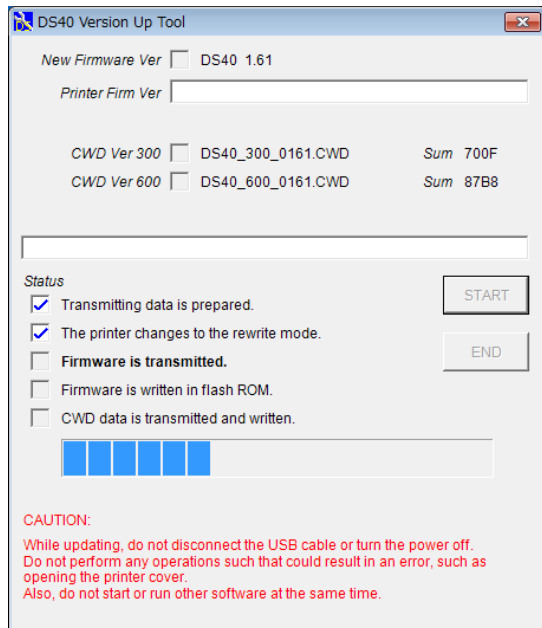 DS40 Version Up Tool
New Firmware Ver DS40 1.61
Printer Firm Ver
CWD Ver 300 DS40_300_0161.CWD Sum 700F
CWD Ver 600 DS40_600_0161.CWD Sum 87B8
Status
Transmitting data is prepared.
START
The printer changes to the rewrite mode.
END
Firmware is transmitted.
Firmware is written in flash ROM.
CWD data is transmitted and written.
CAUTION:
While updating, do not disconnect the USB cable or turn the power off.
Do not perform any operations such that could result in an error, such as
opening the printer cover.
Also, do not start or run other software at the same time.